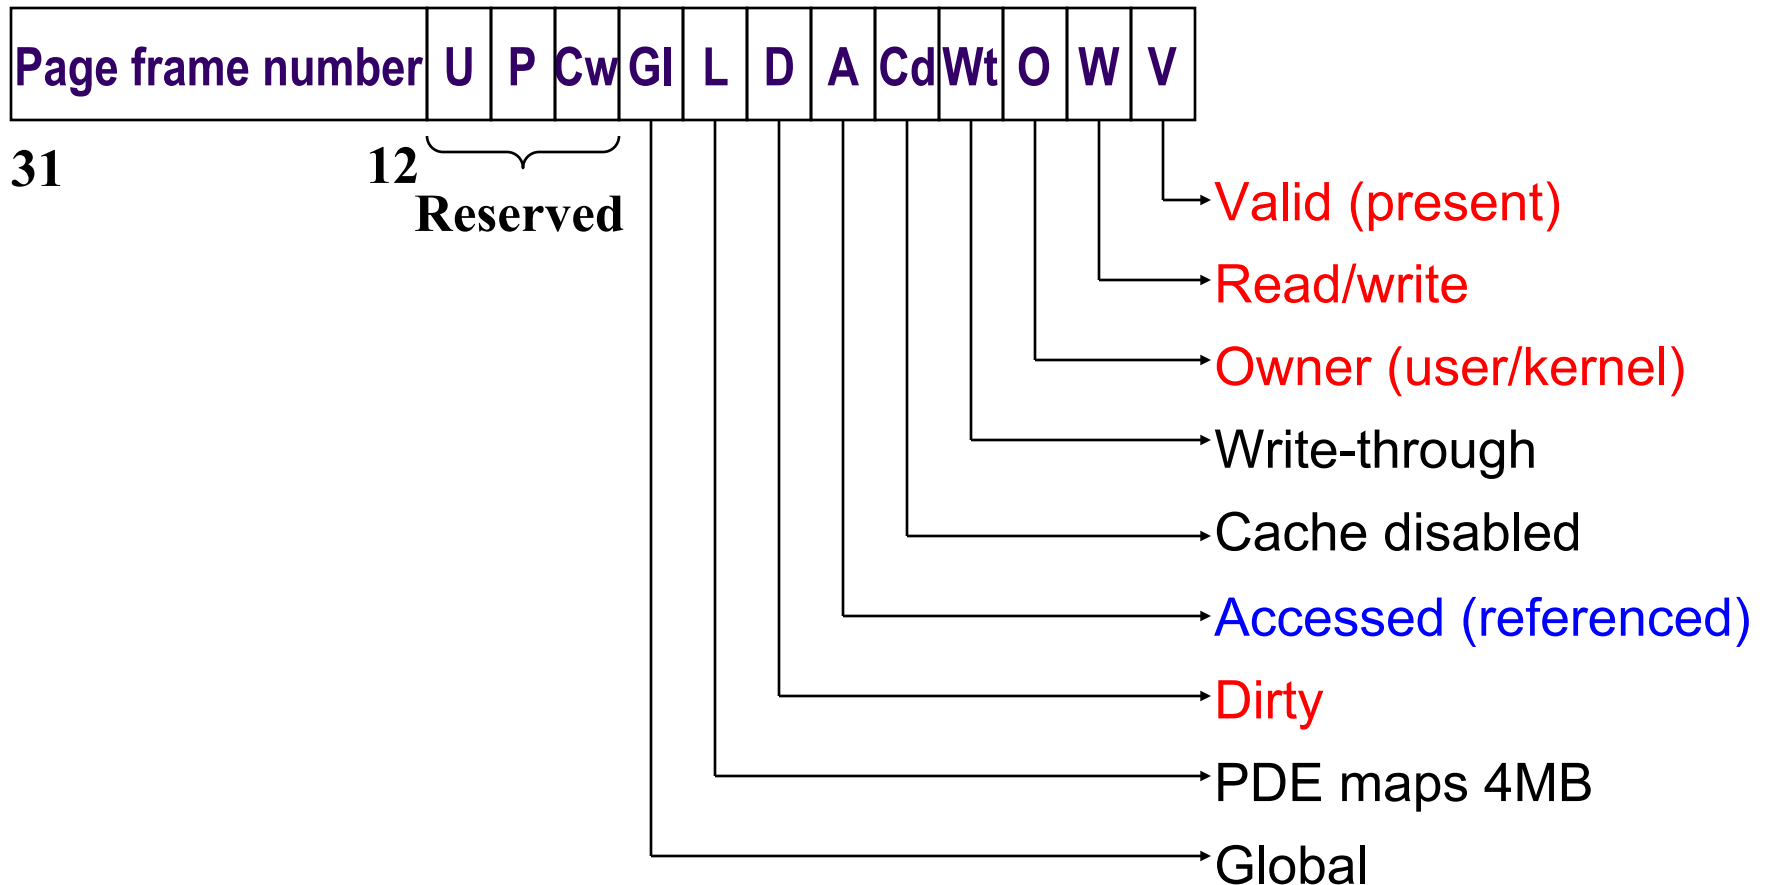 Page frame number U P Cw Gl L D A Cd Wt O W V
31 12
Reserved
Valid (present)
Read/write
Owner (user/kernel)
Write-through
Cache disabled
Accessed (referenced)
Dirty
PDE maps 4MB
Global